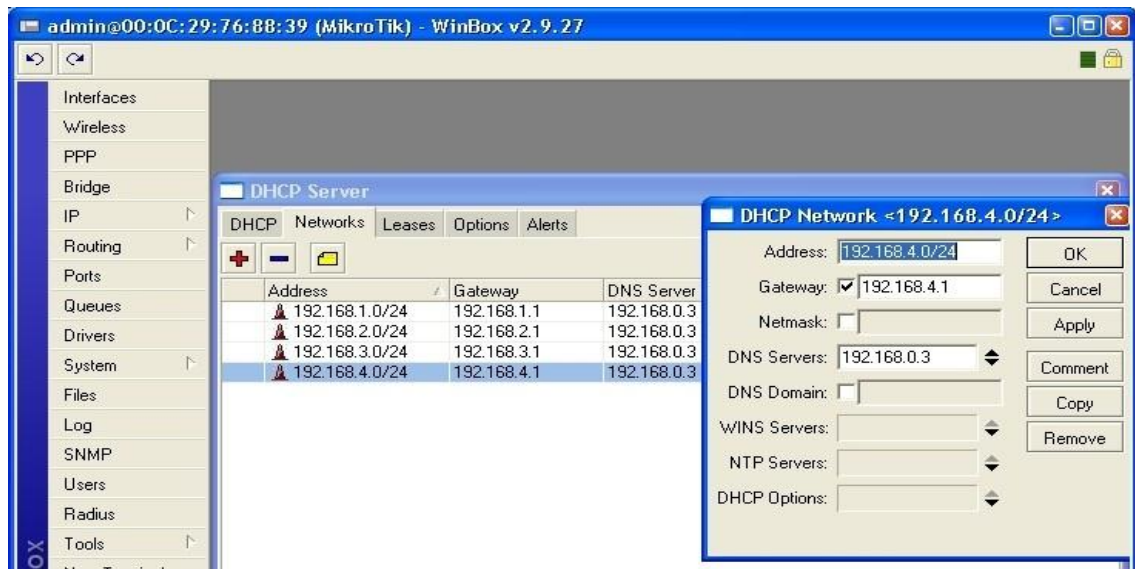 admin@00:0C:29:76:88:39 (MikroTik) - WinBox v2.9.27
Interfaces
Wireless
PPP
Bridge
IP
Routing
Ports
Queues
Drivers
System
Files
Log
SNMP
Users
Radius
Tools
DHCP Server
DHCP Networks Leases Options Alerts
Address Gateway DNS Server
192.168.1.0/24 192.168.1.1 192.168.0.3
192.168.2.0/24 192.168.2.1 192.168.0.3
192.168.3.0/24 192.168.3.1 192.168.0.3
192.168.4.0/24 192.168.4.1 192.168.0.3
DHCP Network <192.168.4.0/24>
Address: 192.168.4.0/24
Gateway: 192.168.4.1
Netmask:
DNS Servers: 192.168.0.3
DNS Domain:
WINS Servers:
NTP Servers:
DHCP Options:
OK
Cancel
Apply
Comment
Copy
Remove